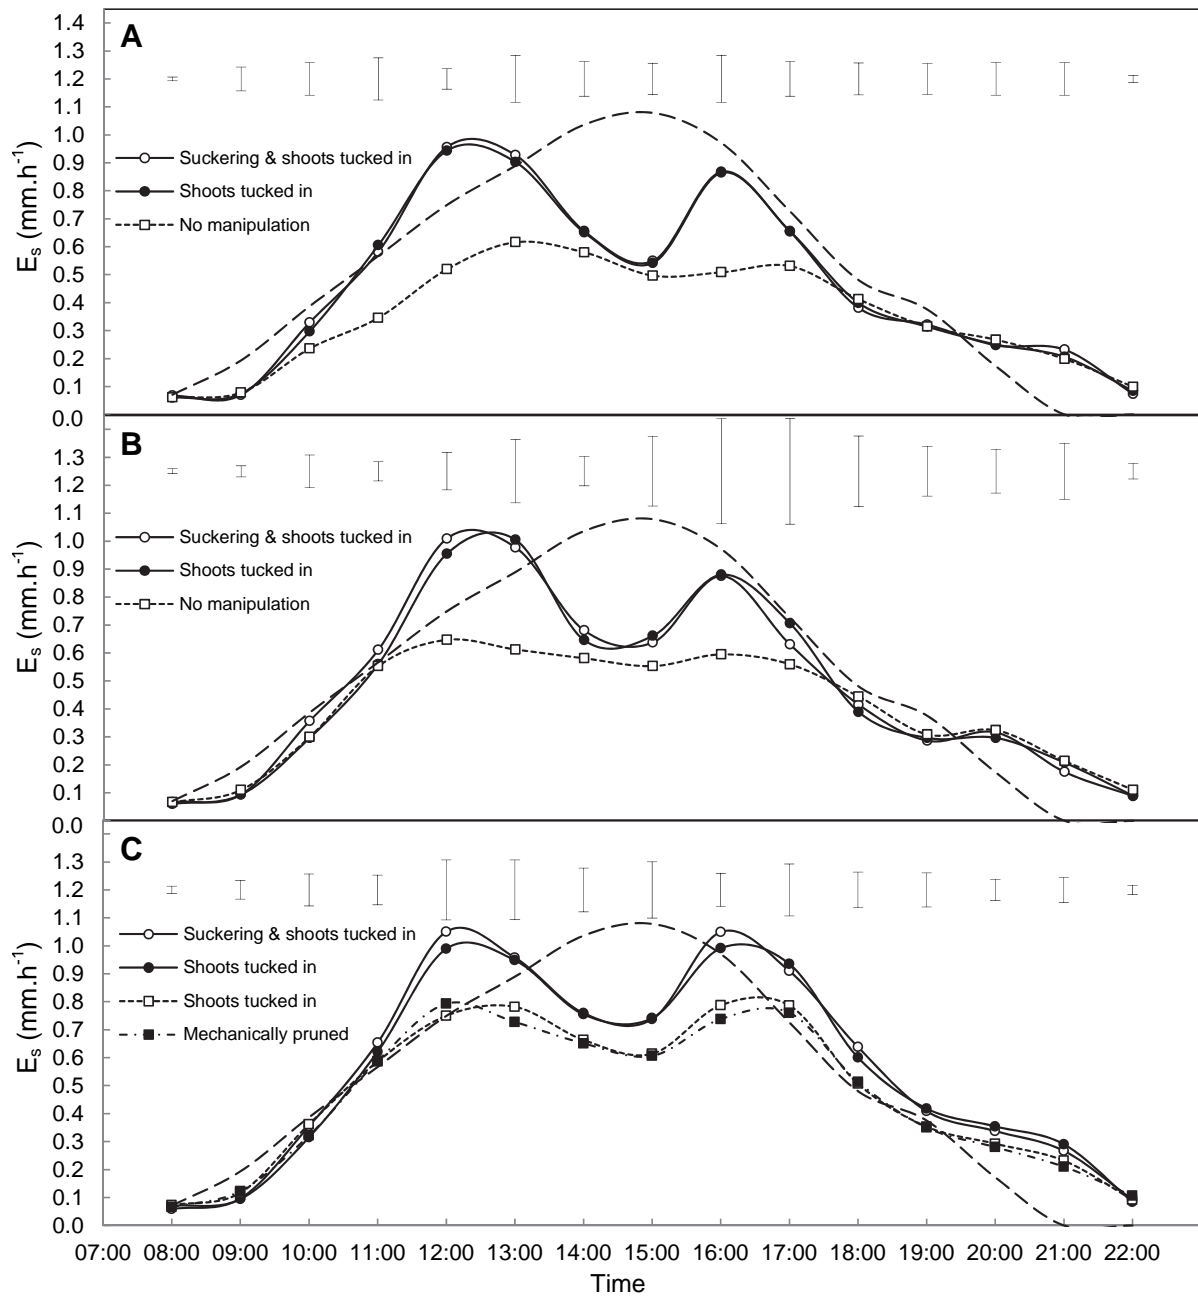 A
1.4
1.3
1.2
1.1
1.0
0.9
0.8
0.7
0.6
0.5
0.4
0.3
0.2
0.1
0.0
Es (mm.h-1)
Suckering & shoots tucked in
Shoots tucked in
No manipulation
B
1.3
1.2
1.1
1.0
0.9
0.8
0.7
0.6
0.5
0.4
0.3
0.2
0.1
0.0
Es (mm.h-1)
Suckering & shoots tucked in
Shoots tucked in
No manipulation
C
1.3
1.2
1.1
1.0
0.9
0.8
0.7
0.6
0.5
0.4
0.3
0.2
0.1
0.0
Es (mm.h-1)
Suckering & shoots tucked in
Shoots tucked in
Shoots tucked in
Mechanically pruned
07:00 08:00 09:00 10:00 11:00 12:00 13:00 14:00 15:00 16:00 17:00 18:00 19:00 20:00 21:00 22:00
Time